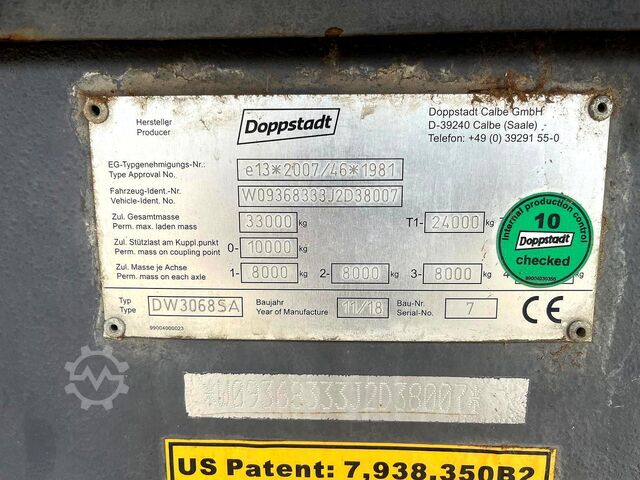 Hersteller
Producer
Doppstadt
Doppstadt Calbe GmbH
D-39240 Calbe (Saale)
Telefon: +49 (0) 39291 55-0
EG-Typgenehmigungs-Nr.:
Type Approval No.
e13*2007/46*1981
Fahrzeug-Ident.-Nr.
Vehicle-Ident. No.
W09368333J2D38007
Zul. Gesamtmasse
Perm. max. laden mass
33000 kg
T1- 24000 kg
Zul. Stützlast am Kuppl.punkt
Perm. mass on coupling point
0- 10000 kg
Zul. Masse je Achse
Perm. mass on each axle
1- 8000 kg
2- 8000 kg
3- 8000 kg
4
Typ
Type
DW3068SA
Baujahr
Year of Manufacture
11/18
Bau-Nr.
Serial-No.
7
CE
99004000023
Internal production control
10
Doppstadt
checked
99004030355
*W09368333J2D38007*
US Patent: 7,938,350B2